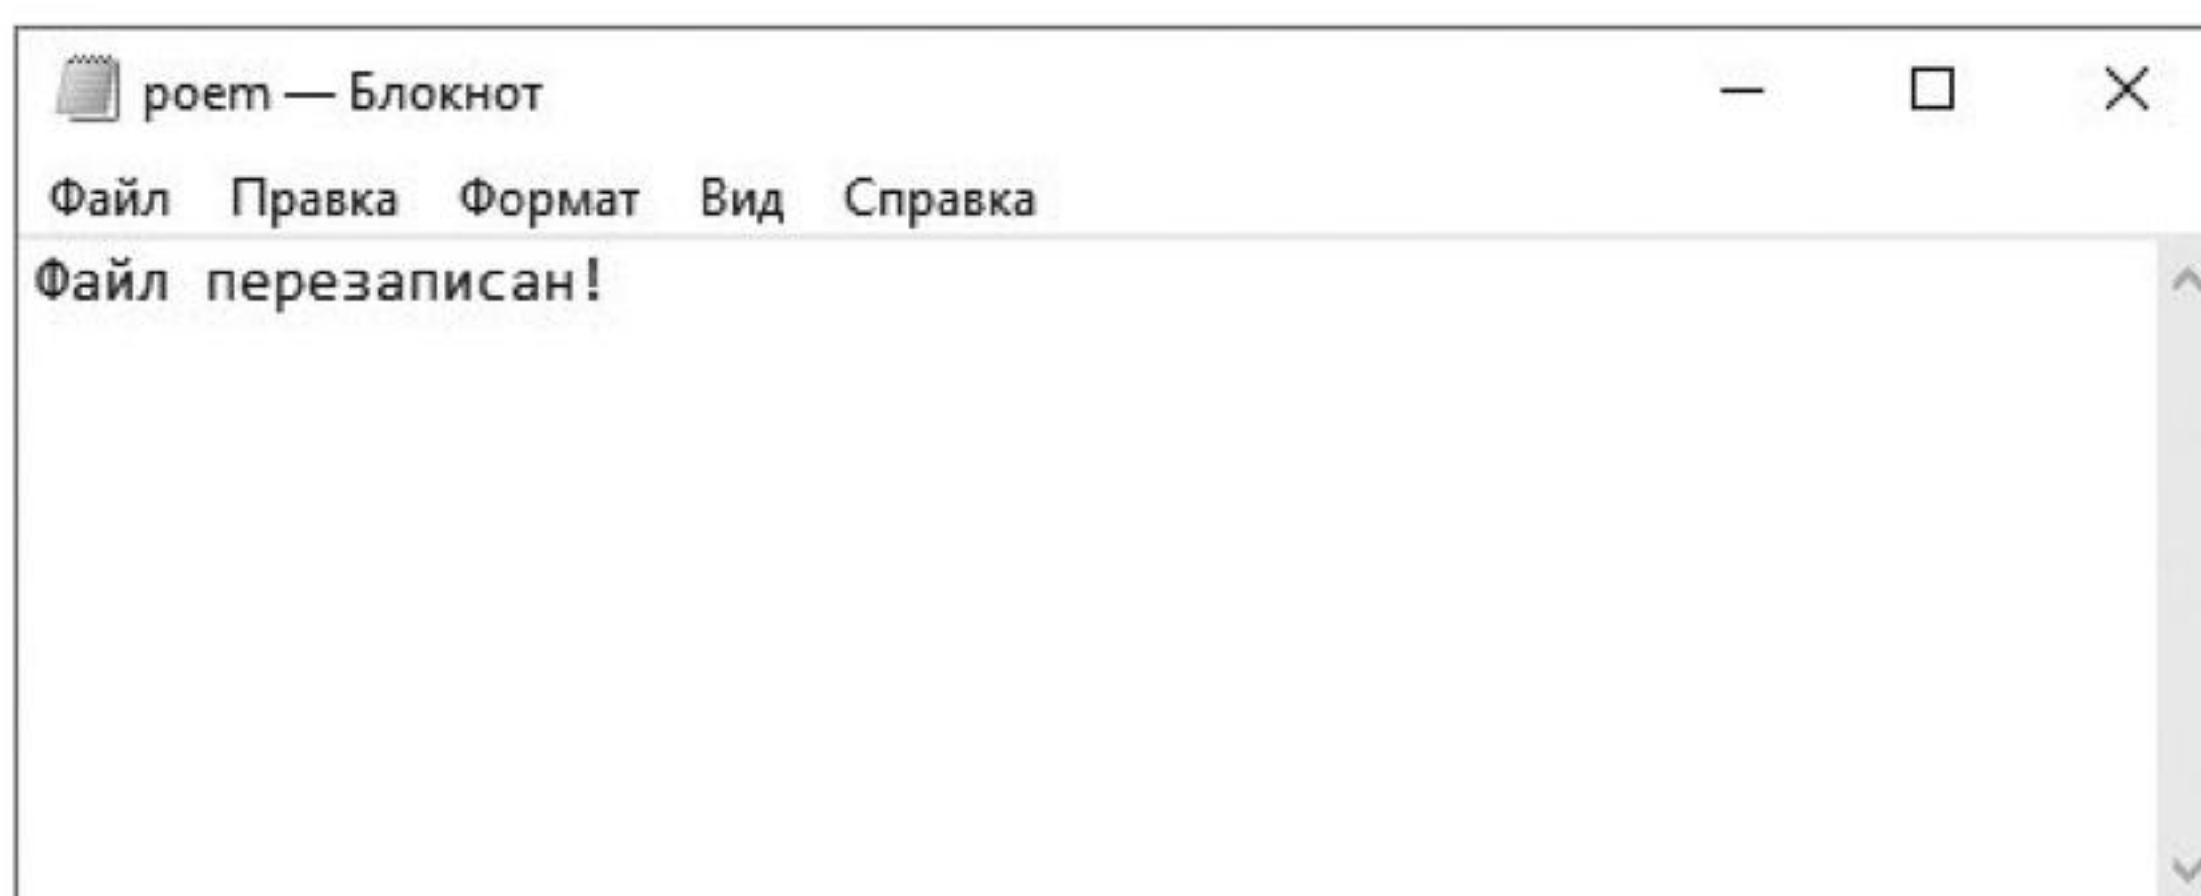 poem — Блокнот
Файл Правка Формат Вид Справка
Файл перезаписан!